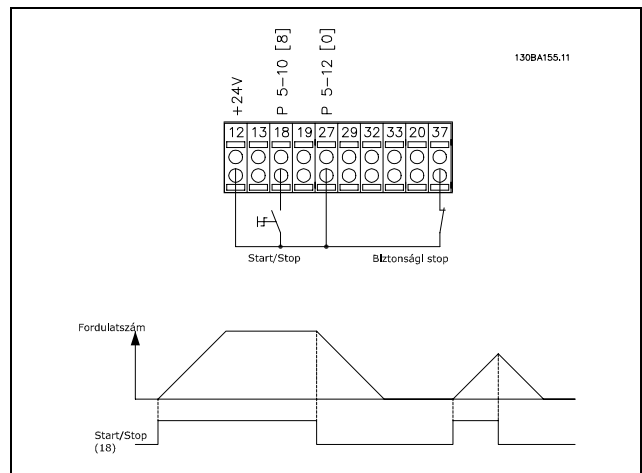 130BA155.11
+24V
P 5-10 [8]
P 5-12 [0]
12 13 18 19 27 29 32 33 20 37
Start/Stop
Biztonsági stop
Fordulatszám
Start/Stop
(18)